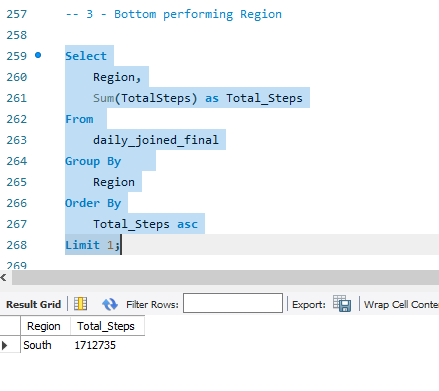 257 -- 3 - Bottom performing Region
258
259 Select
260 Region,
261 Sum(TotalSteps) as Total_Steps
262 From
263 daily_joined_final
264 Group By
265 Region
266 Order By
267 Total_Steps asc
268 Limit 1;
269
Result Grid Filter Rows: Export: Wrap Cell Conte
Region Total_Steps
South 1712735